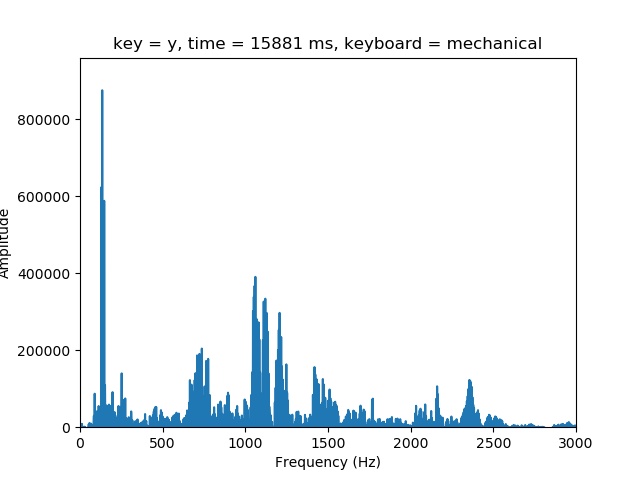 key = y, time = 15881 ms, keyboard = mechanical
800000
600000
400000
200000
0
Amplitude
0 500 1000 1500 2000 2500 3000
Frequency (Hz)